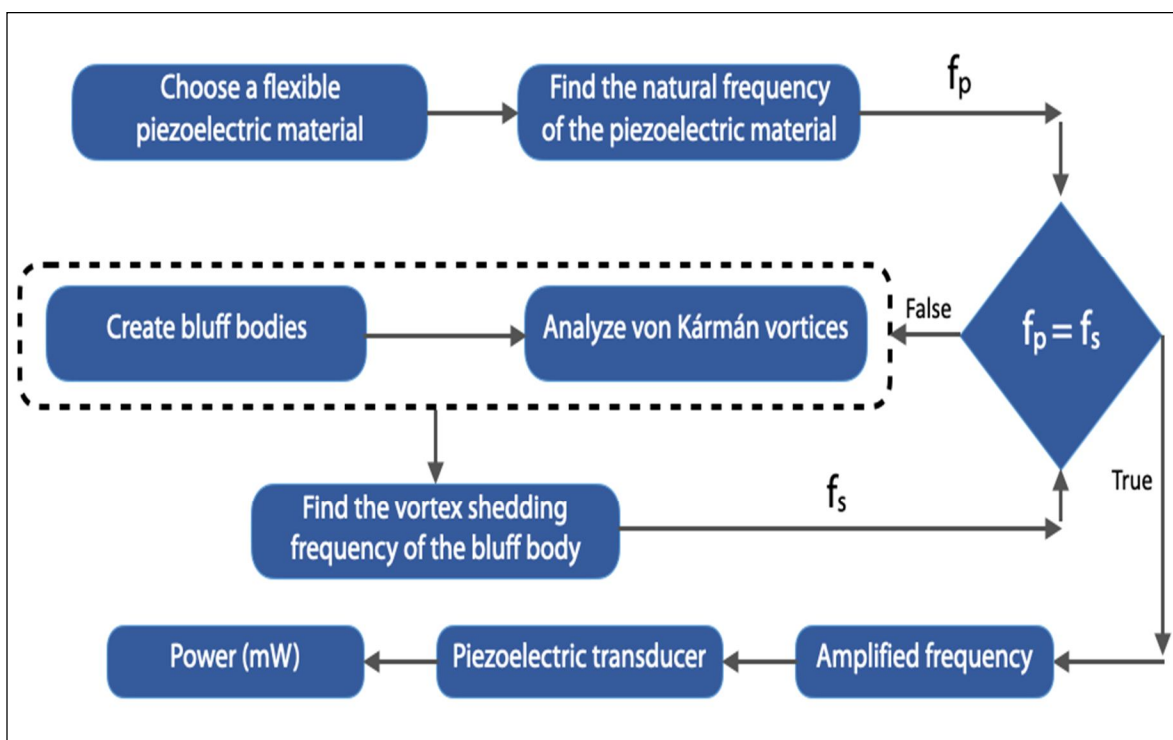 Choose a flexible
piezoelectric material
Find the natural frequency
of the piezoelectric material
fₚ
Create bluff bodies
Analyze von Kármán vortices
False
fₚ = fₛ
True
Find the vortex shedding
frequency of the bluff body
fₛ
Power (mW)
Piezoelectric transducer
Amplified frequency